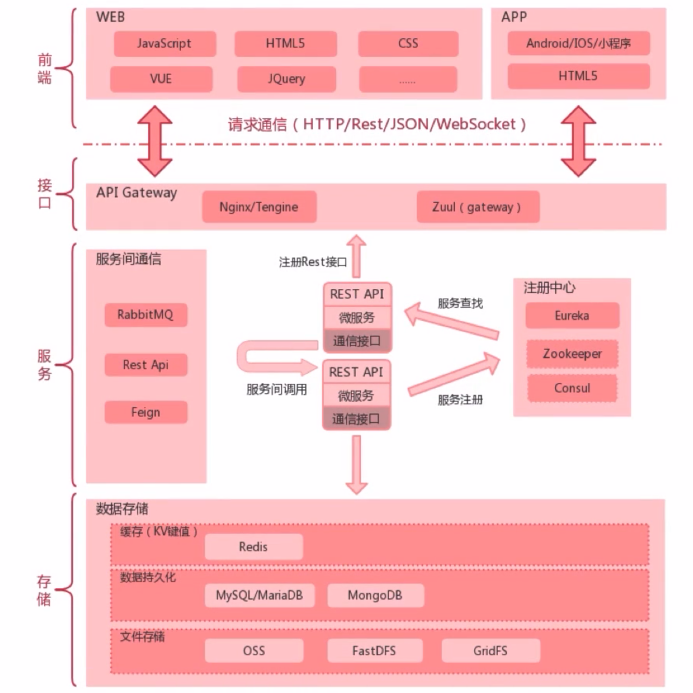 前端
WEB
JavaScript
HTML5
CSS
VUE
JQuery
......
APP
Android/IOS/小程序
HTML5
请求通信（HTTP/Rest/JSON/WebSocket）
接口
API Gateway
Nginx/Tengine
Zuul（gateway）
服务
服务间通信
RabbitMQ
Rest Api
Feign
注册Rest接口
REST API
微服务
通信接口
REST API
微服务
通信接口
服务间调用
服务查找
服务注册
注册中心
Eureka
Zookeeper
Consul
存储
数据存储
缓存（KV键值）
Redis
数据持久化
MySQL/MariaDB
MongoDB
文件存储
OSS
FastDFS
GridFS